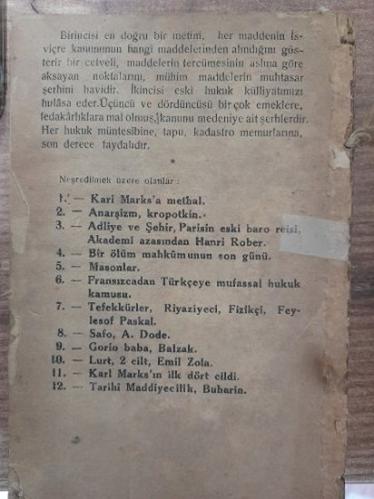 Birincisi en doğru bir metini, her maddenin İs-
viçre kanununun hangi maddelerinden alındığını gös-
terir bir cetveli, maddelerin tercümesinin aslına göre
aksayan noktalarını, mühim maddelerin muhtasar
şerhini havidir. İkincisi eski hukuk külliyatımızı
hulâsa eder. Üçüncü ve dördüncüsü bir çok emeklere,
fedakârlıklara mal olmuş, kanunu medeniye ait şerhlerdir.
Her hukuk müntesibine, tapu, kadastro memurlarına,
son derece faydalıdır.
*
Neşredilmek üzere olanlar:
1. — Karl Marks'a methal.
2. — Anarşizm, kropotkin.
3. — Adliye ve Şehir, Parisin eski baro reisi,
Akademi azasından Hanri Rober.
4. — Bir ölüm mahkûmunun son günü.
5. — Masonlar.
6. — Fransızcadan Türkçeye mufassal hukuk
kamusu.
7. — Tefekkürler, Riyaziyeci, Fizikçi, Fey-
lesof Paskal.
8. — Safo, A. Dode.
9. — Gorio baba, Balzak.
10. — Lurt, 2 cilt, Emil Zola.
11. — Karl Marks'ın ilk dört cildi.
12. — Tarihî Maddiyecilik, Buharin.